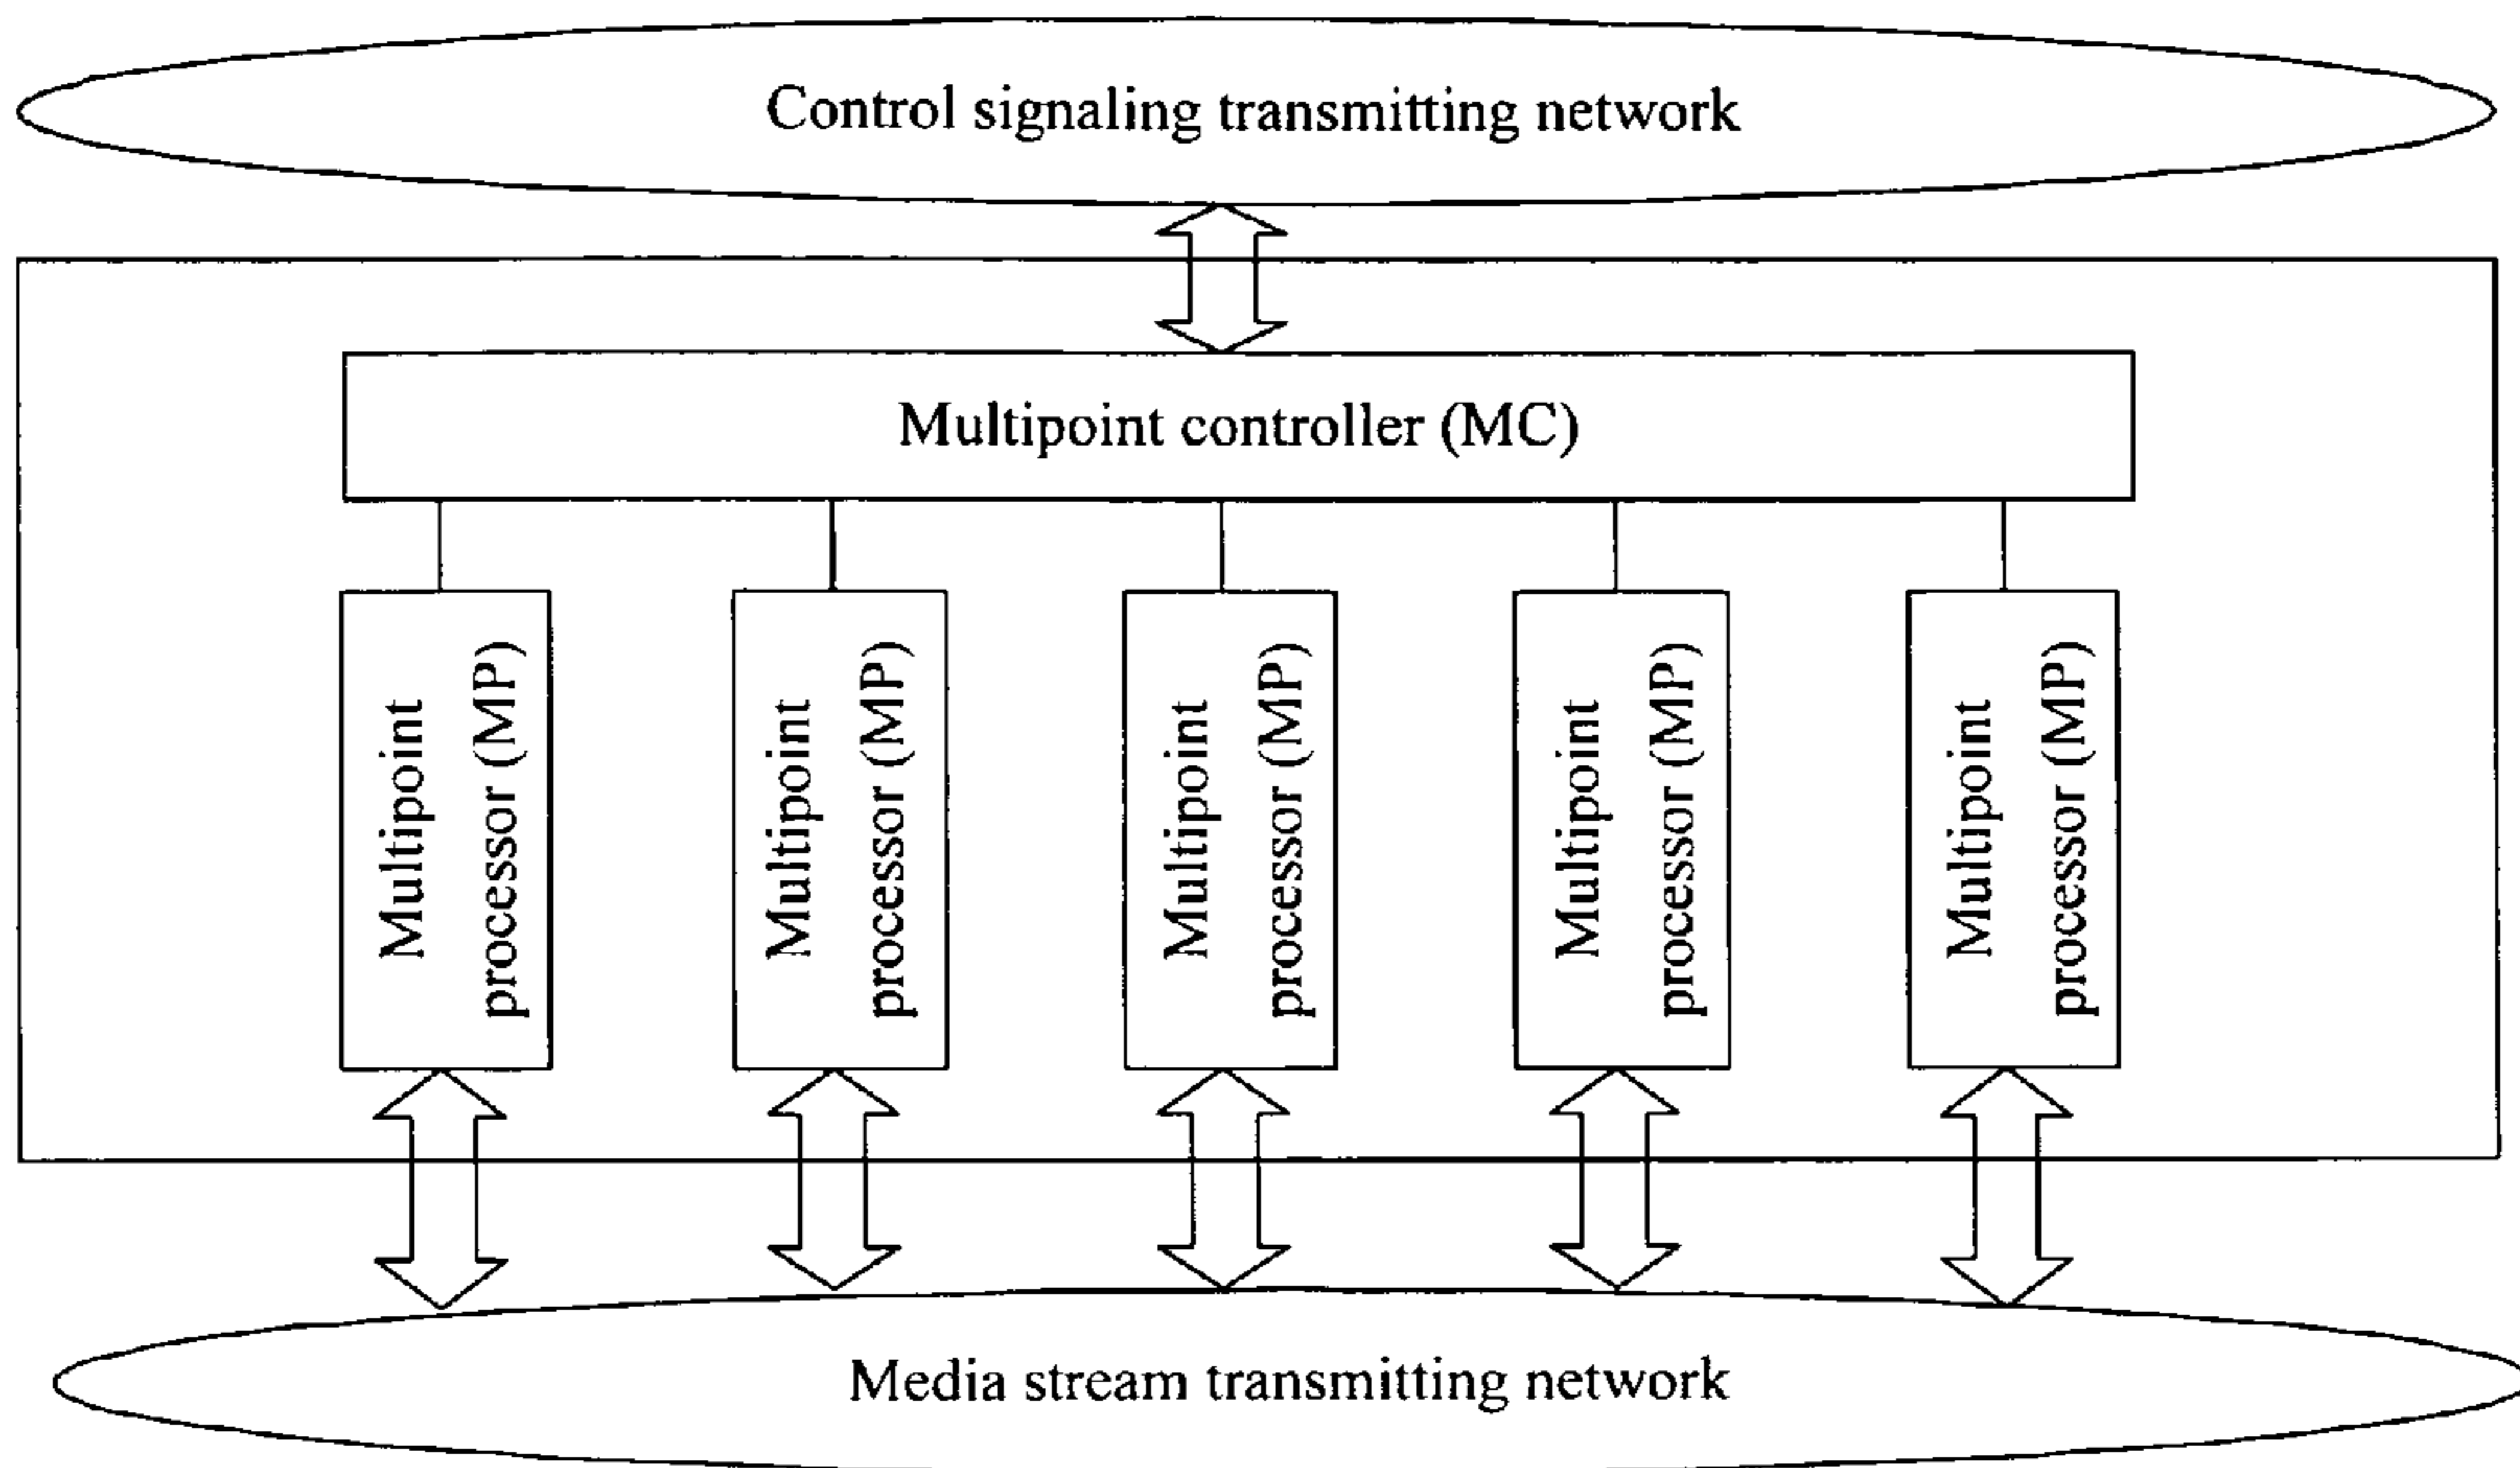 Control signaling transmitting network
Multipoint controller (MC)
Multipoint
processor (MP)
Multipoint
processor (MP)
Multipoint
processor (MP)
Multipoint
processor (MP)
Multipoint
processor (MP)
Media stream transmitting network